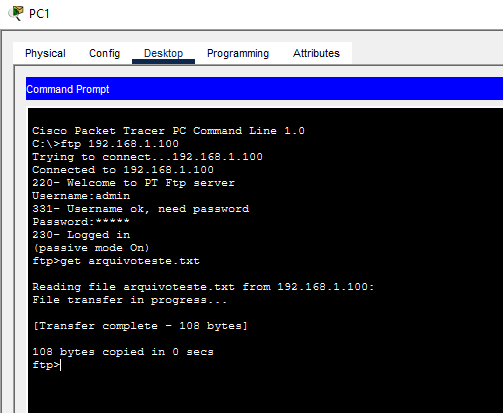 PC1
Physical Config Desktop Programming Attributes
Command Prompt
Cisco Packet Tracer PC Command Line 1.0
C:\>ftp 192.168.1.100
Trying to connect...192.168.1.100
Connected to 192.168.1.100
220- Welcome to PT Ftp server
Username:admin
331- Username ok, need password
Password:*****
230- Logged in
(passive mode On)
ftp>get arquivoteste.txt
Reading file arquivoteste.txt from 192.168.1.100:
File transfer in progress...
[Transfer complete - 108 bytes]
108 bytes copied in 0 secs
ftp>